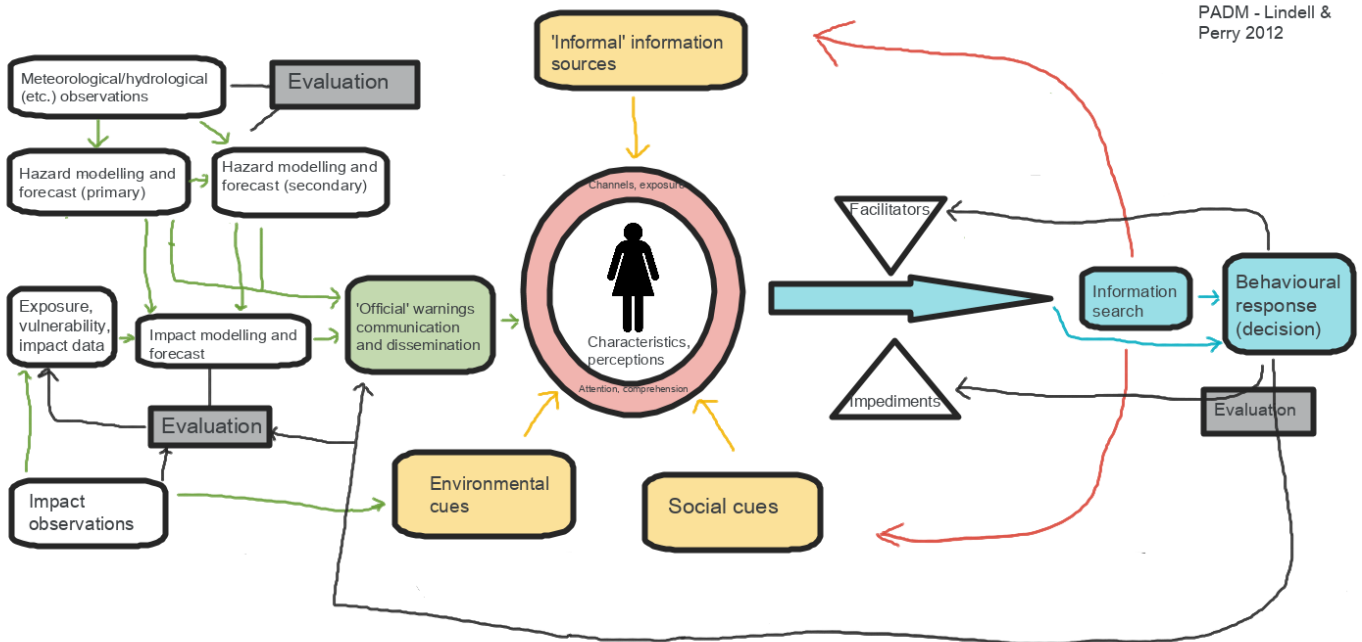 PADM - Lindell &
Perry 2012
'Informal' information
sources
Meteorological/hydrological
(etc.) observations
Evaluation
Hazard modelling and
forecast (primary)
Hazard modelling and
forecast (secondary)
Channels, exposure
Facilitators
Exposure,
vulnerability,
impact data
Impact modelling and
forecast
'Official' warnings
communication
and dissemination
Characteristics,
perceptions
Attention, comprehension
Information
search
Behavioural
response
(decision)
Impediments
Evaluation
Evaluation
Impact
observations
Environmental
cues
Social cues